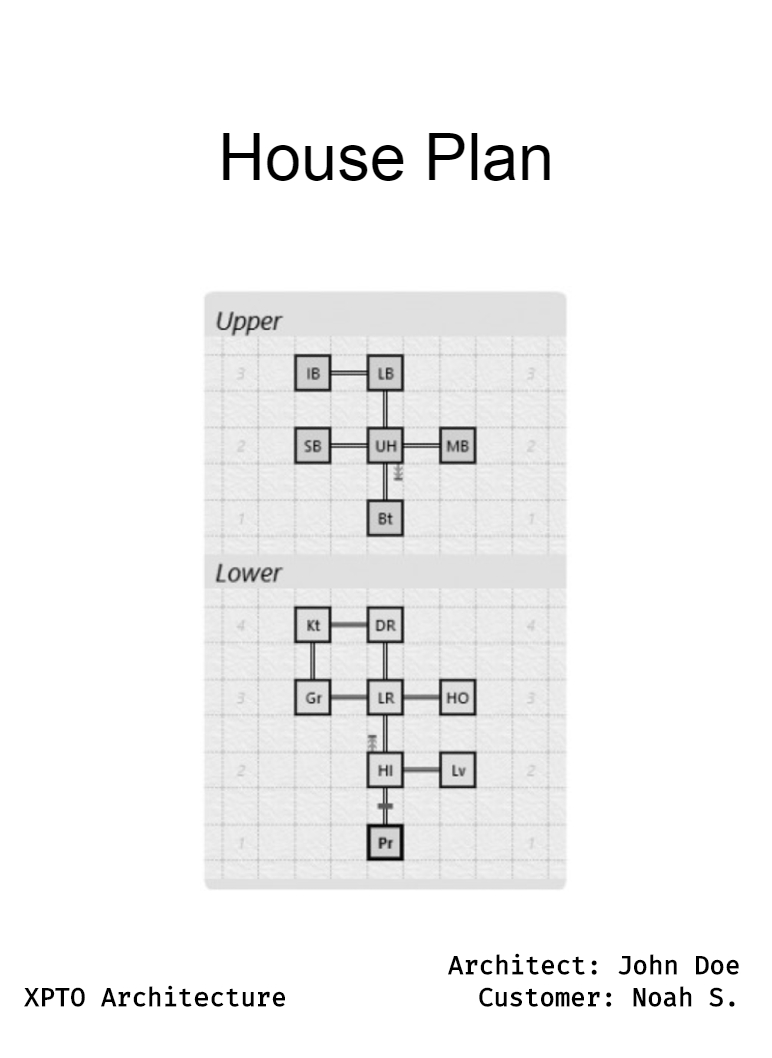 House Plan
Upper
3 IB LB 3
2 SB UH MB 2
1 Bt 1
Lower
4 Kt DR 4
3 Gr LR HO 3
2 Hl Lv 2
1 Pr 1
Architect: John Doe
XPTO Architecture Customer: Noah S.